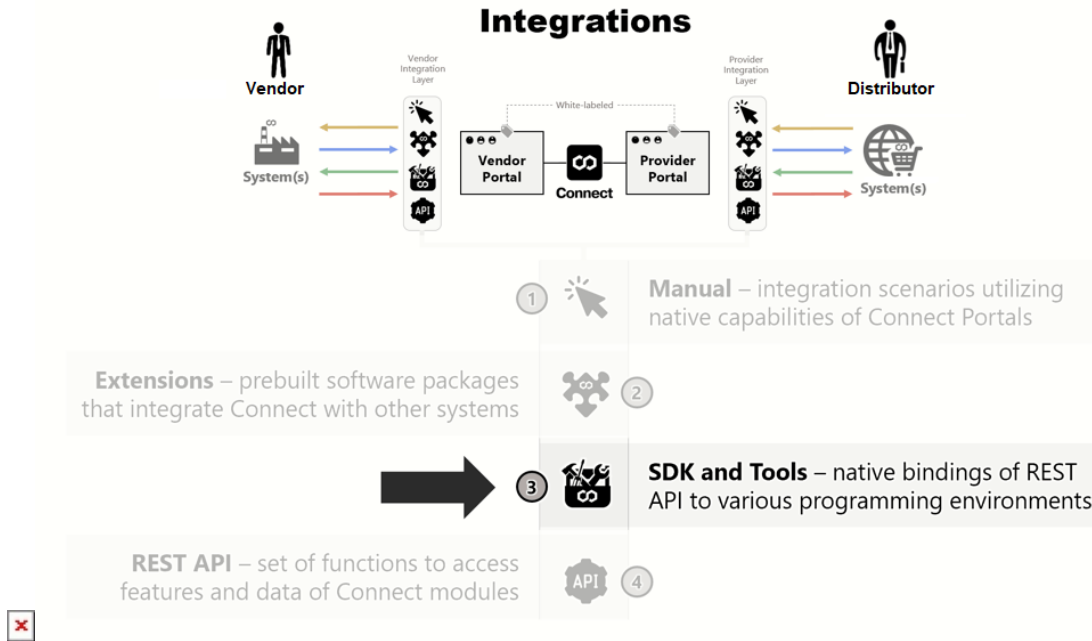 Integrations
Vendor
Vendor
Integration
Layer
White-labeled
Provider
Integration
Layer
Distributor
System(s)
Vendor
Portal
Connect
Provider
Portal
System(s)
API
API
1
Manual – integration scenarios utilizing
native capabilities of Connect Portals
Extensions – prebuilt software packages
that integrate Connect with other systems
2
3
SDK and Tools – native bindings of REST
API to various programming environments
REST API – set of functions to access
features and data of Connect modules
API
4